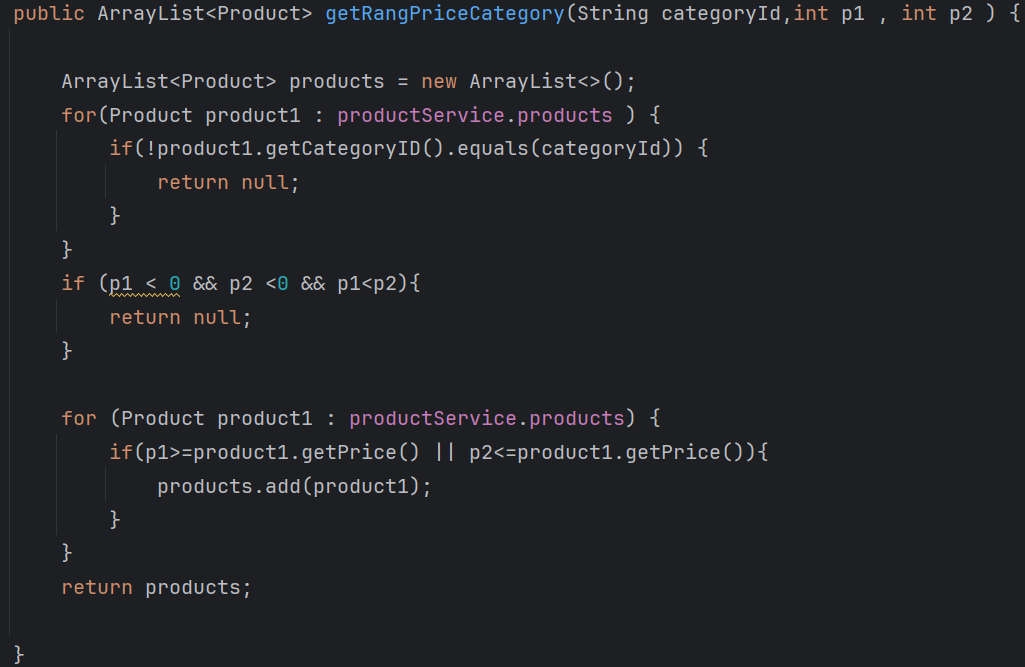 public ArrayList<Product> getRangPriceCategory(String categoryId,int p1 , int p2 ) {
ArrayList<Product> products = new ArrayList<>();
for(Product product1 : productService.products ) {
if(!product1.getCategoryID().equals(categoryId)) {
return null;
}
}
if (p1 < 0 && p2 <0 && p1<p2){
return null;
}
for (Product product1 : productService.products) {
if(p1>=product1.getPrice() || p2<=product1.getPrice()){
products.add(product1);
}
}
return products;
}